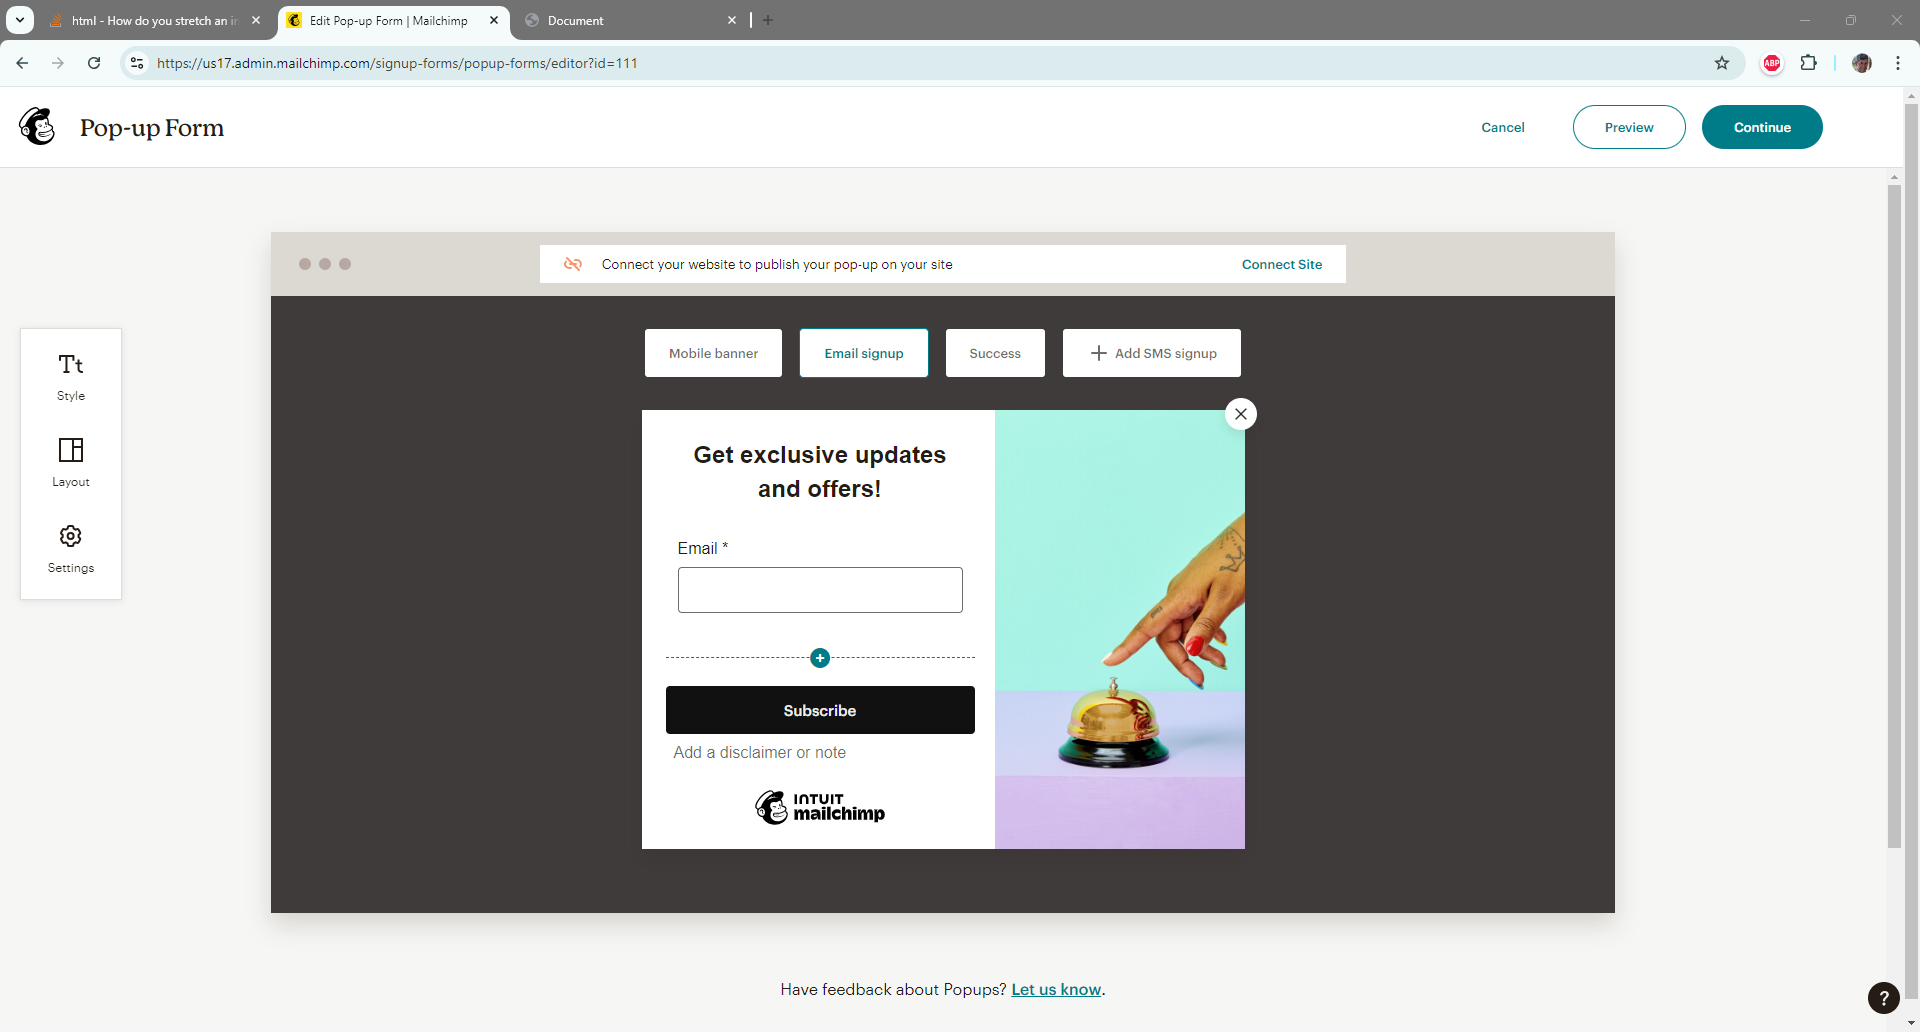 html - How do you stretch an i
Edit Pop-up Form | Mailchimp
Document
https://us17.admin.mailchimp.com/signup-forms/popup-forms/editor?id=111
ABP
Pop-up Form
Cancel
Preview
Continue
Connect your website to publish your pop-up on your site
Connect Site
Mobile banner
Email signup
Success
Add SMS signup
Tt
Style
Layout
Settings
Get exclusive updates
and offers!
Email *
Subscribe
Add a disclaimer or note
INTUIT
mailchimp
Have feedback about Popups? Let us know.
?